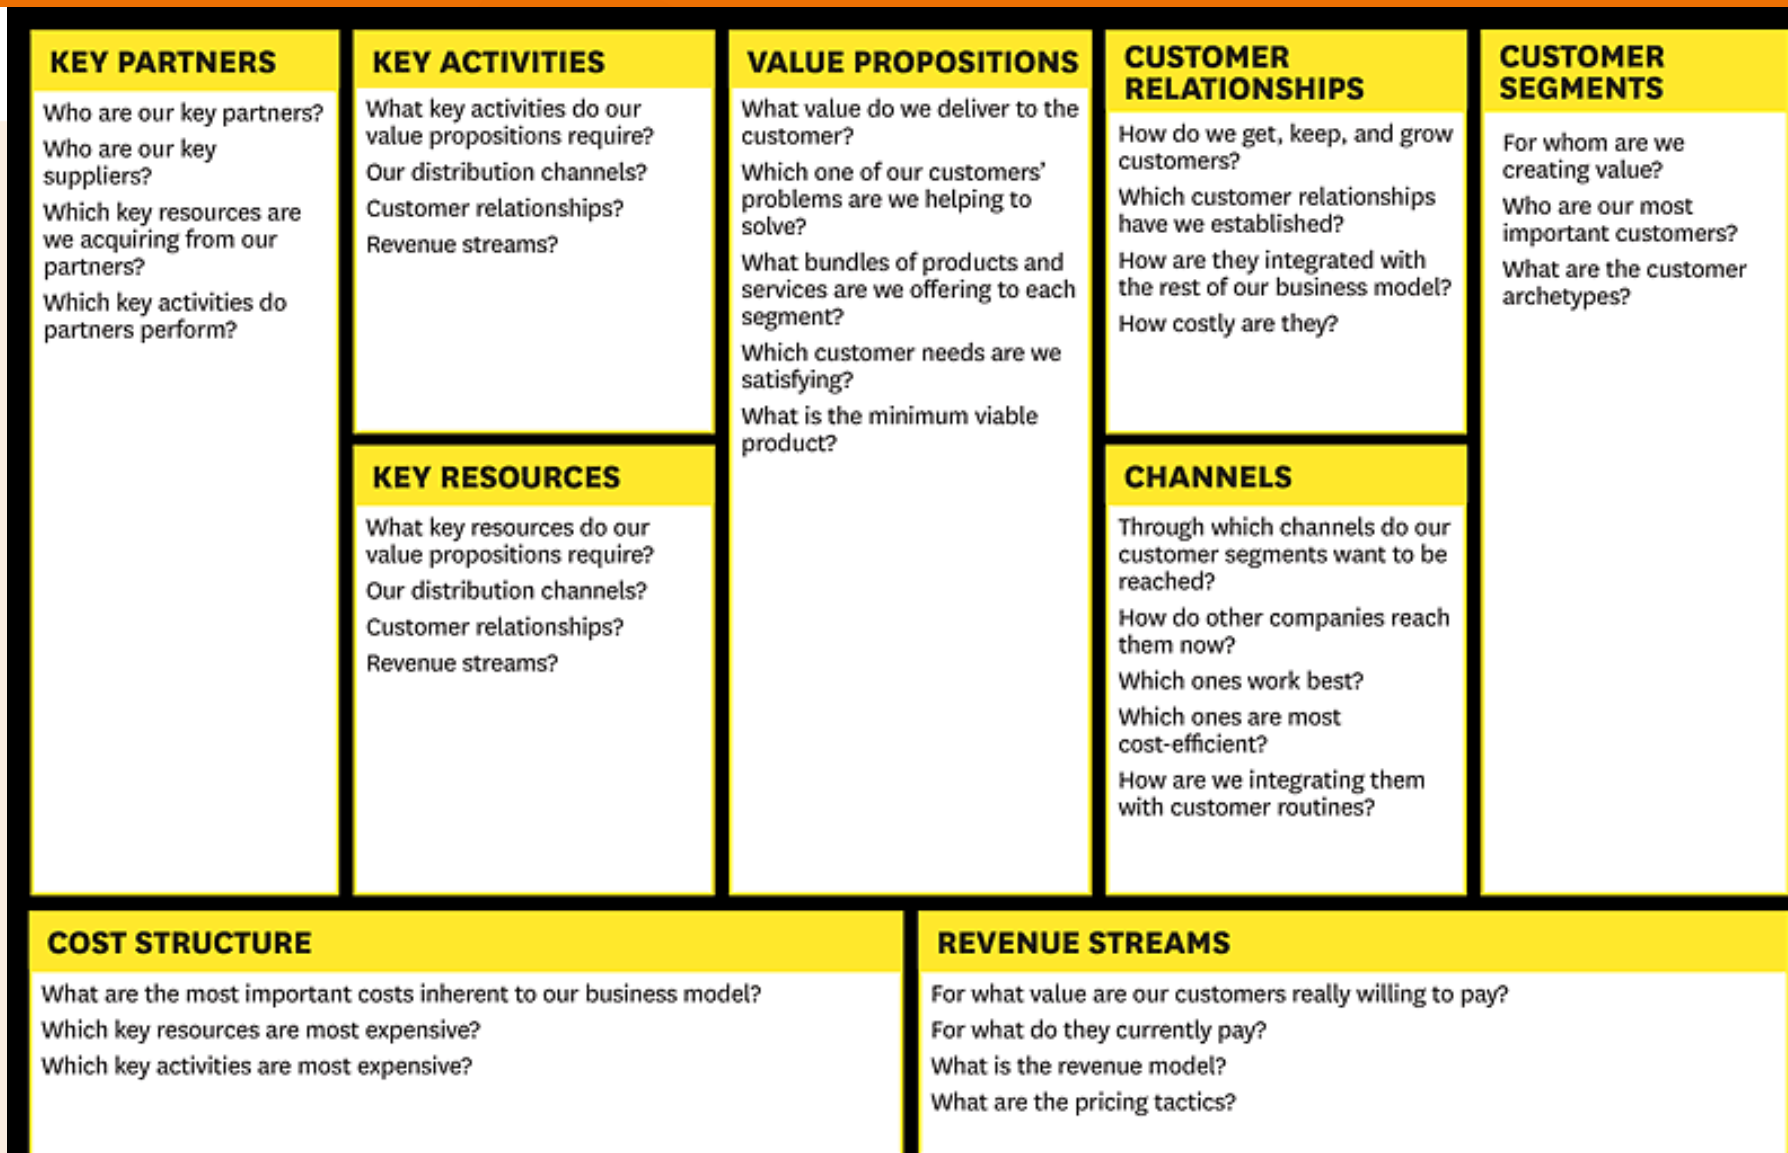 KEY PARTNERS
Who are our key partners?
Who are our key
suppliers?
Which key resources are
we acquiring from our
partners?
Which key activities do
partners perform?
KEY ACTIVITIES
What key activities do our
value propositions require?
Our distribution channels?
Customer relationships?
Revenue streams?
KEY RESOURCES
What key resources do our
value propositions require?
Our distribution channels?
Customer relationships?
Revenue streams?
VALUE PROPOSITIONS
What value do we deliver to the
customer?
Which one of our customers’
problems are we helping to
solve?
What bundles of products and
services are we offering to each
segment?
Which customer needs are we
satisfying?
What is the minimum viable
product?
CUSTOMER
RELATIONSHIPS
How do we get, keep, and grow
customers?
Which customer relationships
have we established?
How are they integrated with
the rest of our business model?
How costly are they?
CHANNELS
Through which channels do our
customer segments want to be
reached?
How do other companies reach
them now?
Which ones work best?
Which ones are most
cost-efficient?
How are we integrating them
with customer routines?
CUSTOMER
SEGMENTS
For whom are we
creating value?
Who are our most
important customers?
What are the customer
archetypes?
COST STRUCTURE
What are the most important costs inherent to our business model?
Which key resources are most expensive?
Which key activities are most expensive?
REVENUE STREAMS
For what value are our customers really willing to pay?
For what do they currently pay?
What is the revenue model?
What are the pricing tactics?